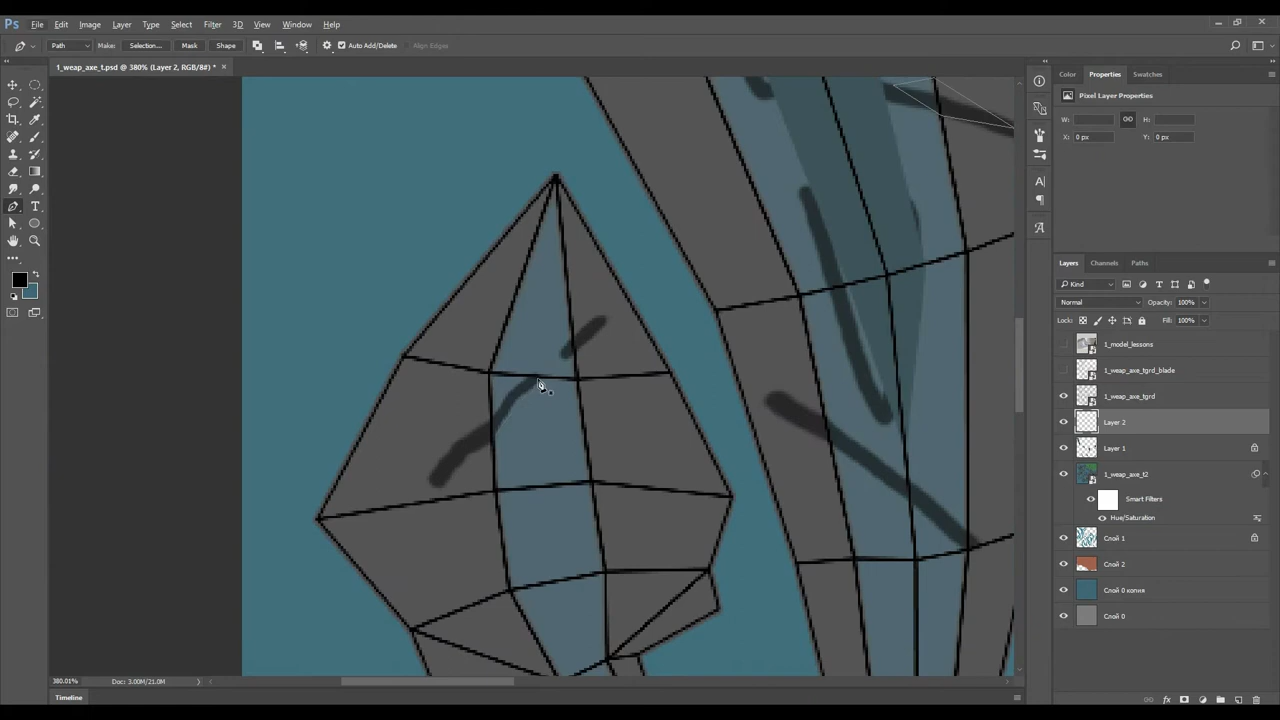 Ps File Edit Image Layer Type Select Filter 3D View Window Help
Path Make: Selection... Mask Shape Auto Add/Delete Align Edges
1_weap_axe_t.psd @ 380% (Layer 2, RGB/8#) * ×
Color Properties Swatches
Pixel Layer Properties
W: H:
X: 0 px Y: 0 px
Layers Channels Paths
Kind
Normal Opacity: 100%
Lock: Fill: 100%
1_model_lessons
1_weap_axe_tgrd_blade
1_weap_axe_tgrd
Layer 2
Layer 1
1_weap_axe_t2
Smart Filters
Hue/Saturation
Слой 1
Слой 2
Слой 0 копия
Слой 0
380.01% Doc: 3.00M/21.0M
Timeline